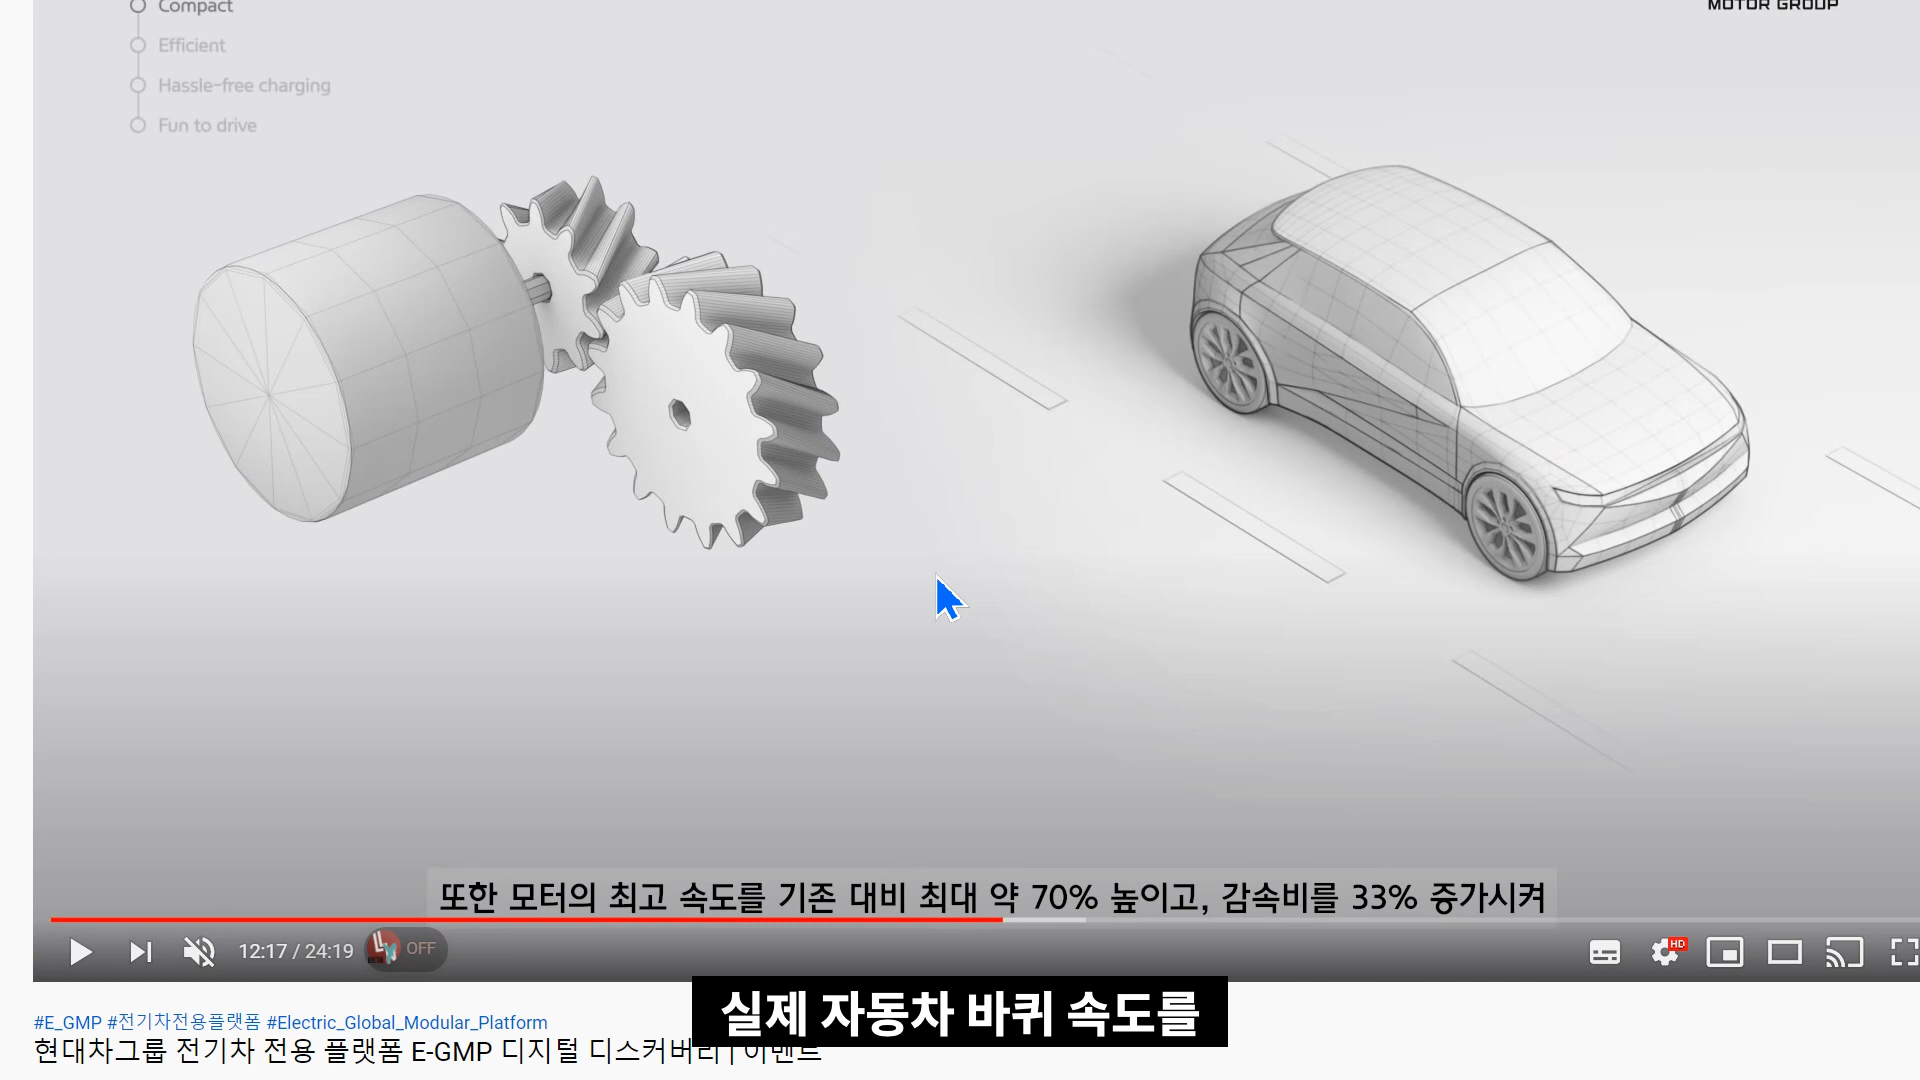 Compact
MOTOR GROUP
Efficient
Hassle-free charging
Fun to drive
또한 모터의 최고 속도를 기존 대비 최대 약 70% 높이고, 감속비를 33% 증가시켜
12:17 / 24:19
OFF
HD
실제 자동차 바퀴 속도를
#E_GMP #전기차전용플랫폼 #Electric_Global_Modular_Platform
현대차그룹 전기차 전용 플랫폼 E-GMP 디지털 디스커버리 | 이벤트